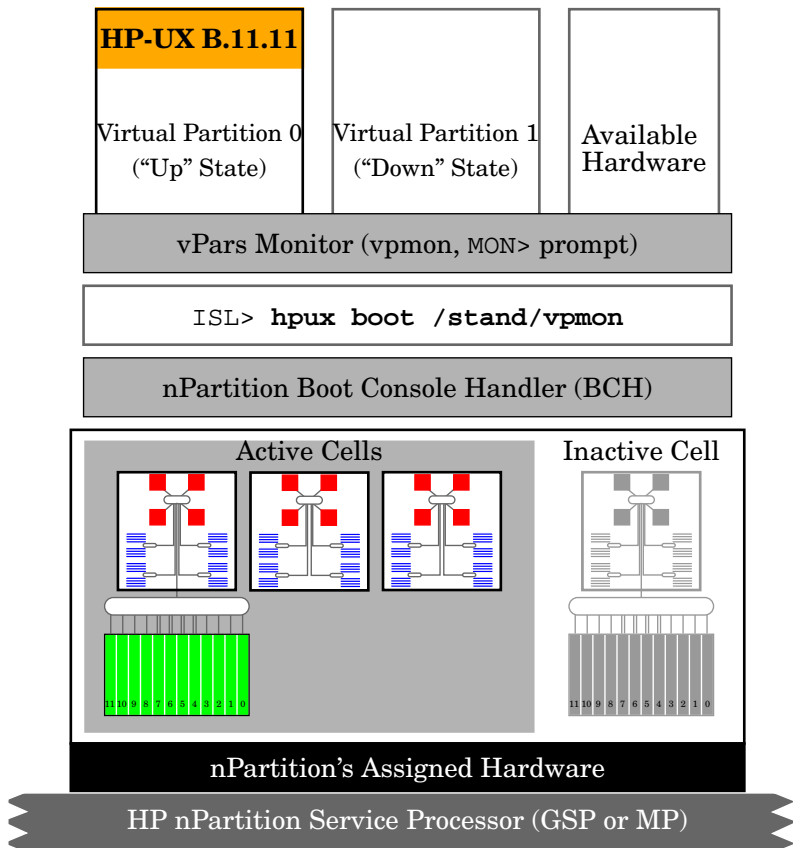 HP-UX B.11.11
Virtual Partition 0
(“Up” State)
Virtual Partition 1
(“Down” State)
Available
Hardware
vPars Monitor (vpmon, MON> prompt)
ISL> hpux boot /stand/vpmon
nPartition Boot Console Handler (BCH)
Active Cells
Inactive Cell
11 10 9 8 7 6 5 4 3 2 1 0
11 10 9 8 7 6 5 4 3 2 1 0
nPartition’s Assigned Hardware
HP nPartition Service Processor (GSP or MP)